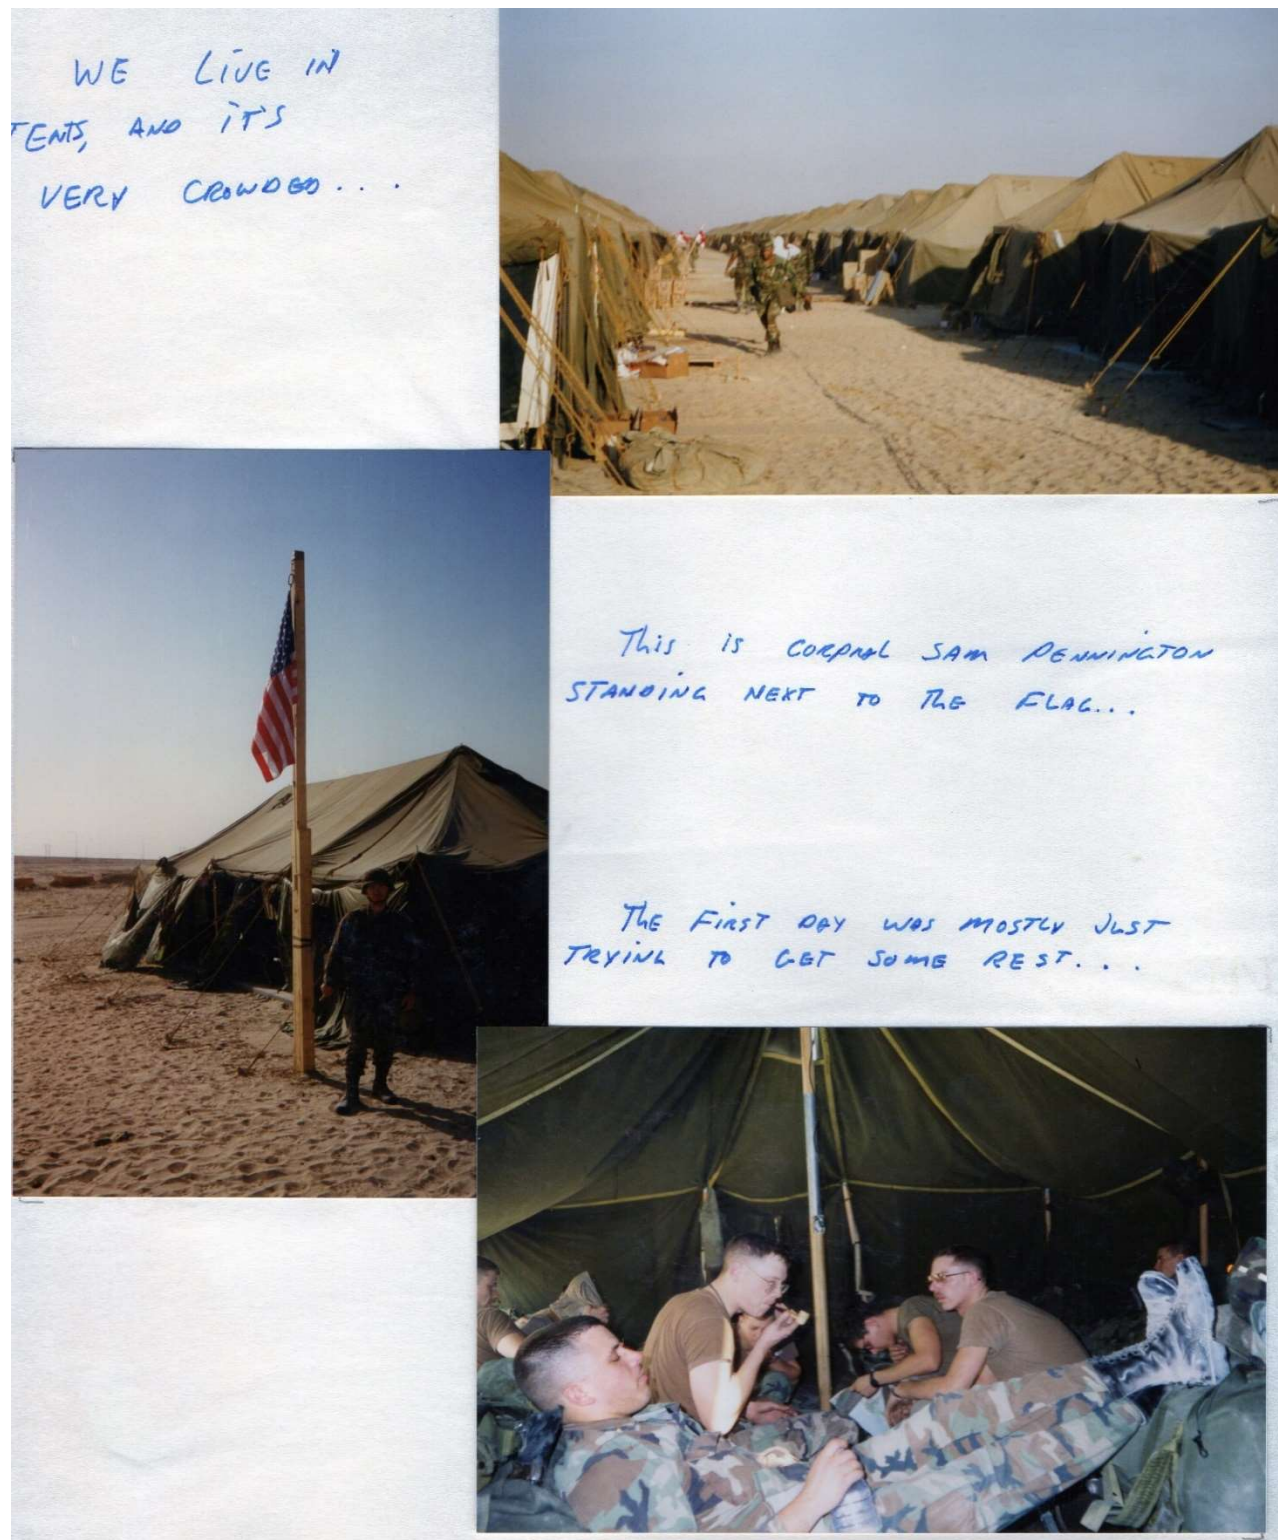 WE LIVE IN
TENTS, AND IT'S
VERY CROWDED...
This is CORPRAL SAM PENNINGTON
STANDING NEXT TO The FLAG...
The FIRST DAY WAS MOSTLY JUST
TRYING TO GET SOME REST...